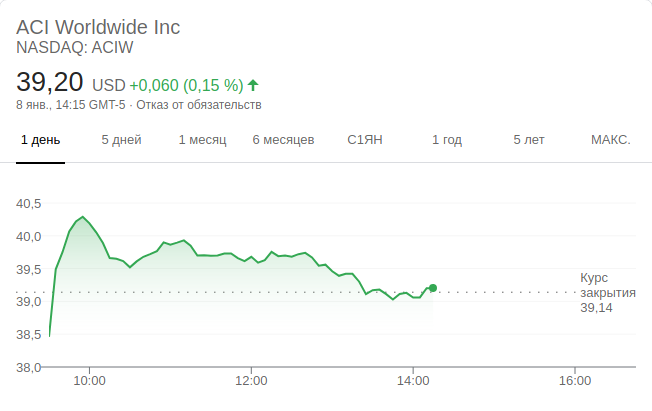 ACI Worldwide Inc
NASDAQ: ACIW
39,20 USD +0,060 (0,15 %)
8 янв., 14:15 GMT-5 · Отказ от обязательств
1 день 5 дней 1 месяц 6 месяцев С1ЯН 1 год 5 лет МАКС.
40,5
40,0
39,5
39,0
38,5
38,0
Курс
закрытия
39,14
10:00 12:00 14:00 16:00